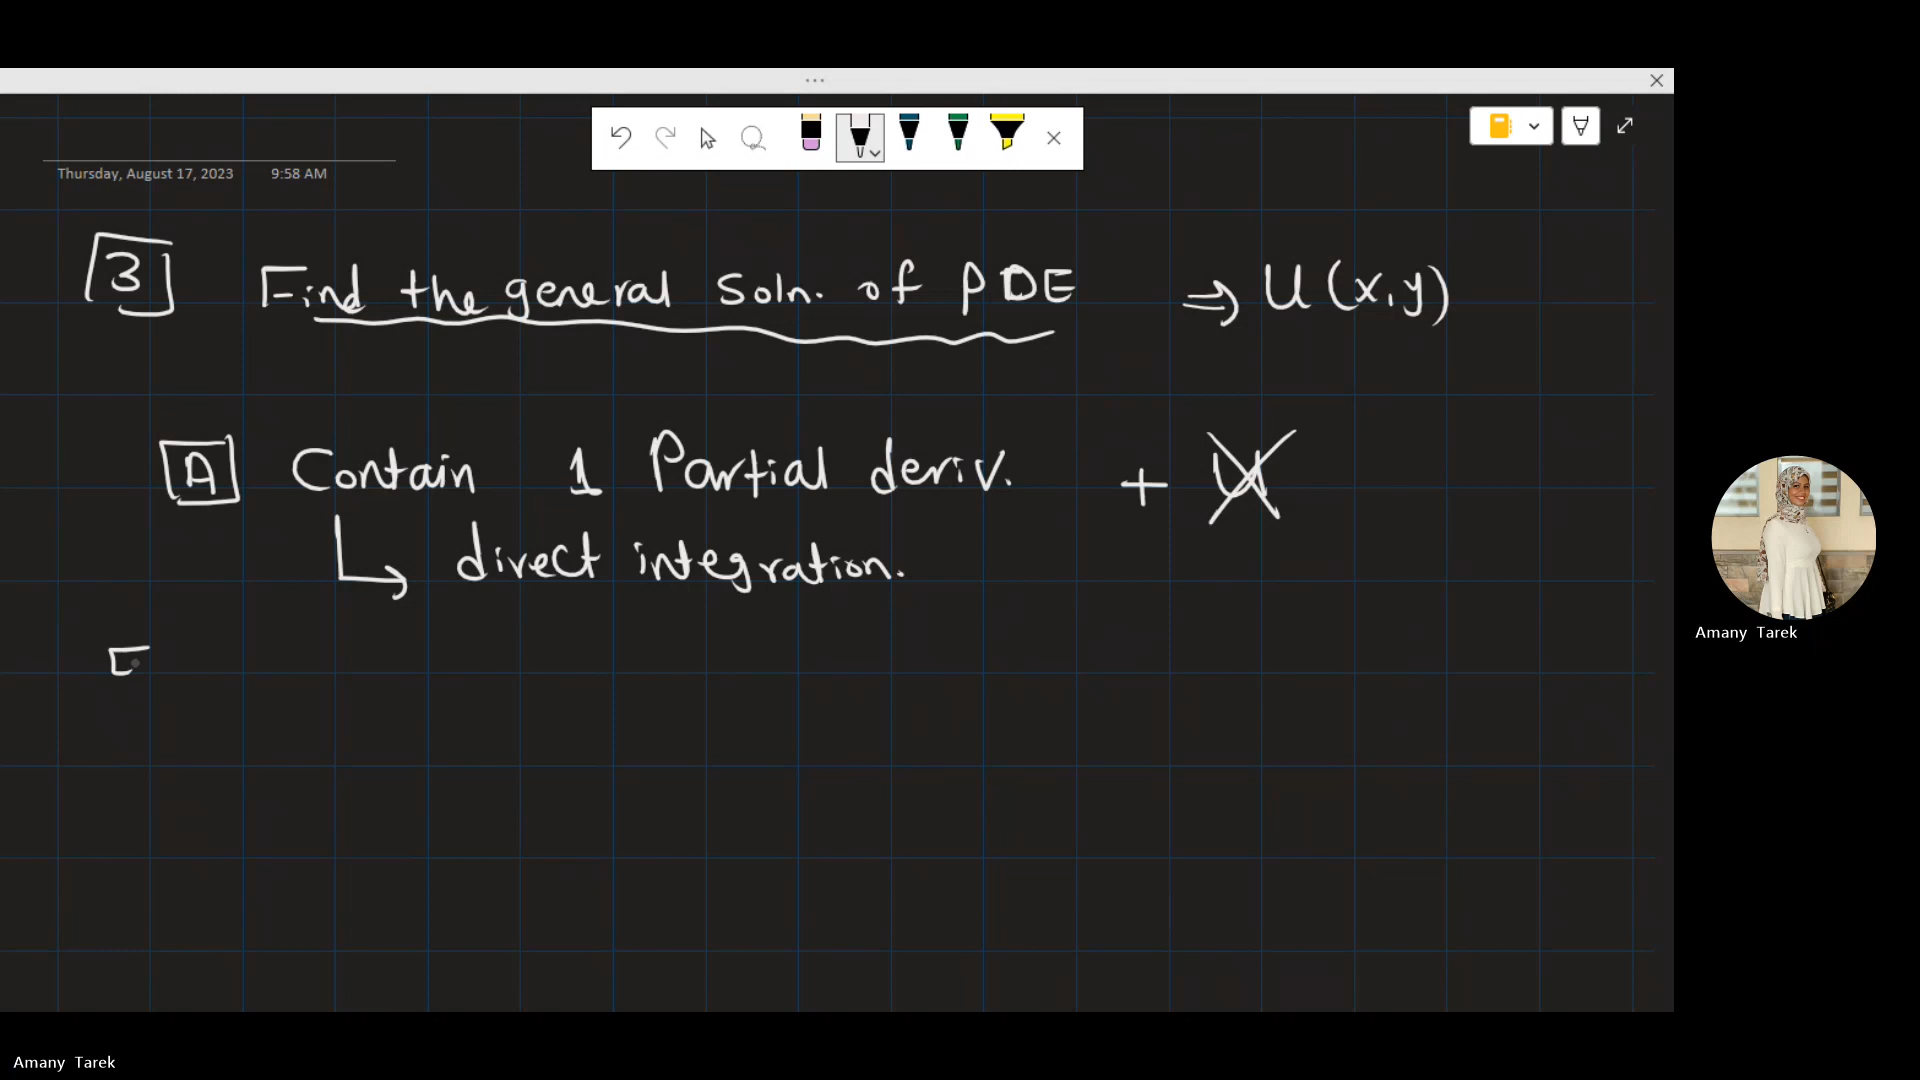 Thursday, August 17, 2023 9:58 AM
3 Find the general Soln. of PDE ⇒ U (x,y)
A Contain 1 Partial deriv. + U
↳ direct integration.
Amany Tarek
Amany Tarek